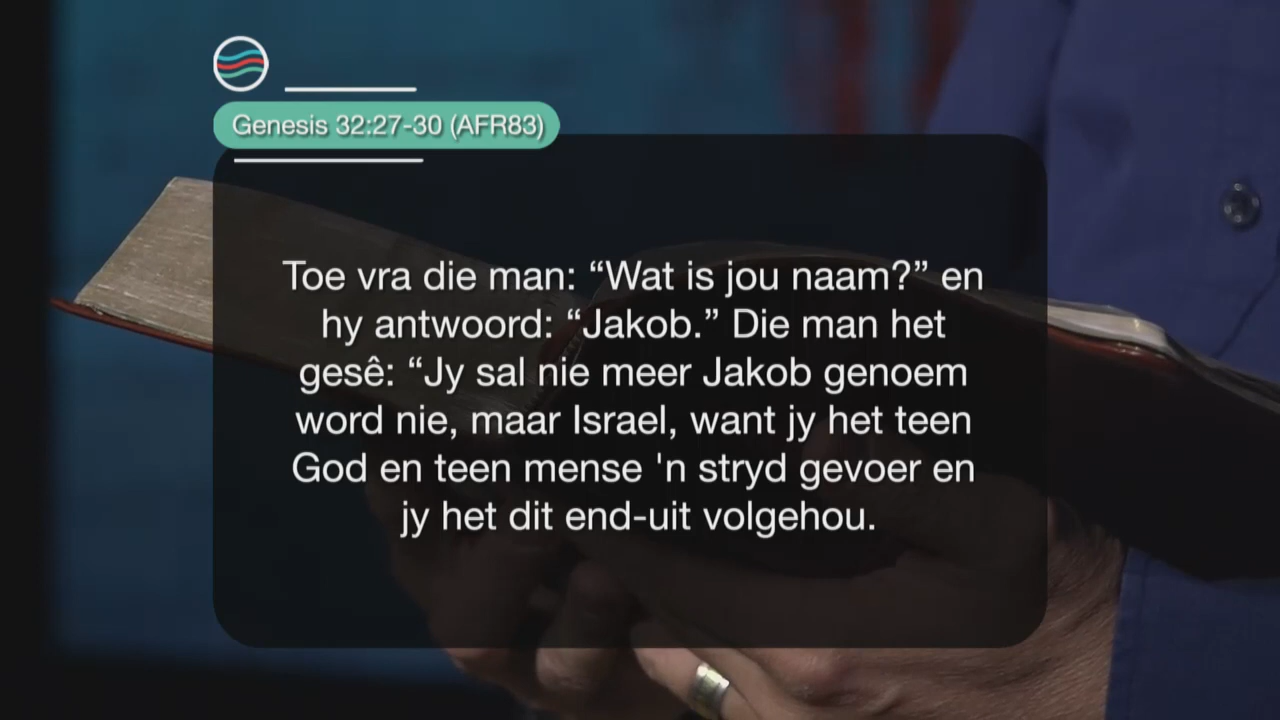 Genesis 32:27-30 (AFR83)
Toe vra die man: “Wat is jou naam?” en
hy antwoord: “Jakob.” Die man het
gesê: “Jy sal nie meer Jakob genoem
word nie, maar Israel, want jy het teen
God en teen mense 'n stryd gevoer en
jy het dit end-uit volgehou.